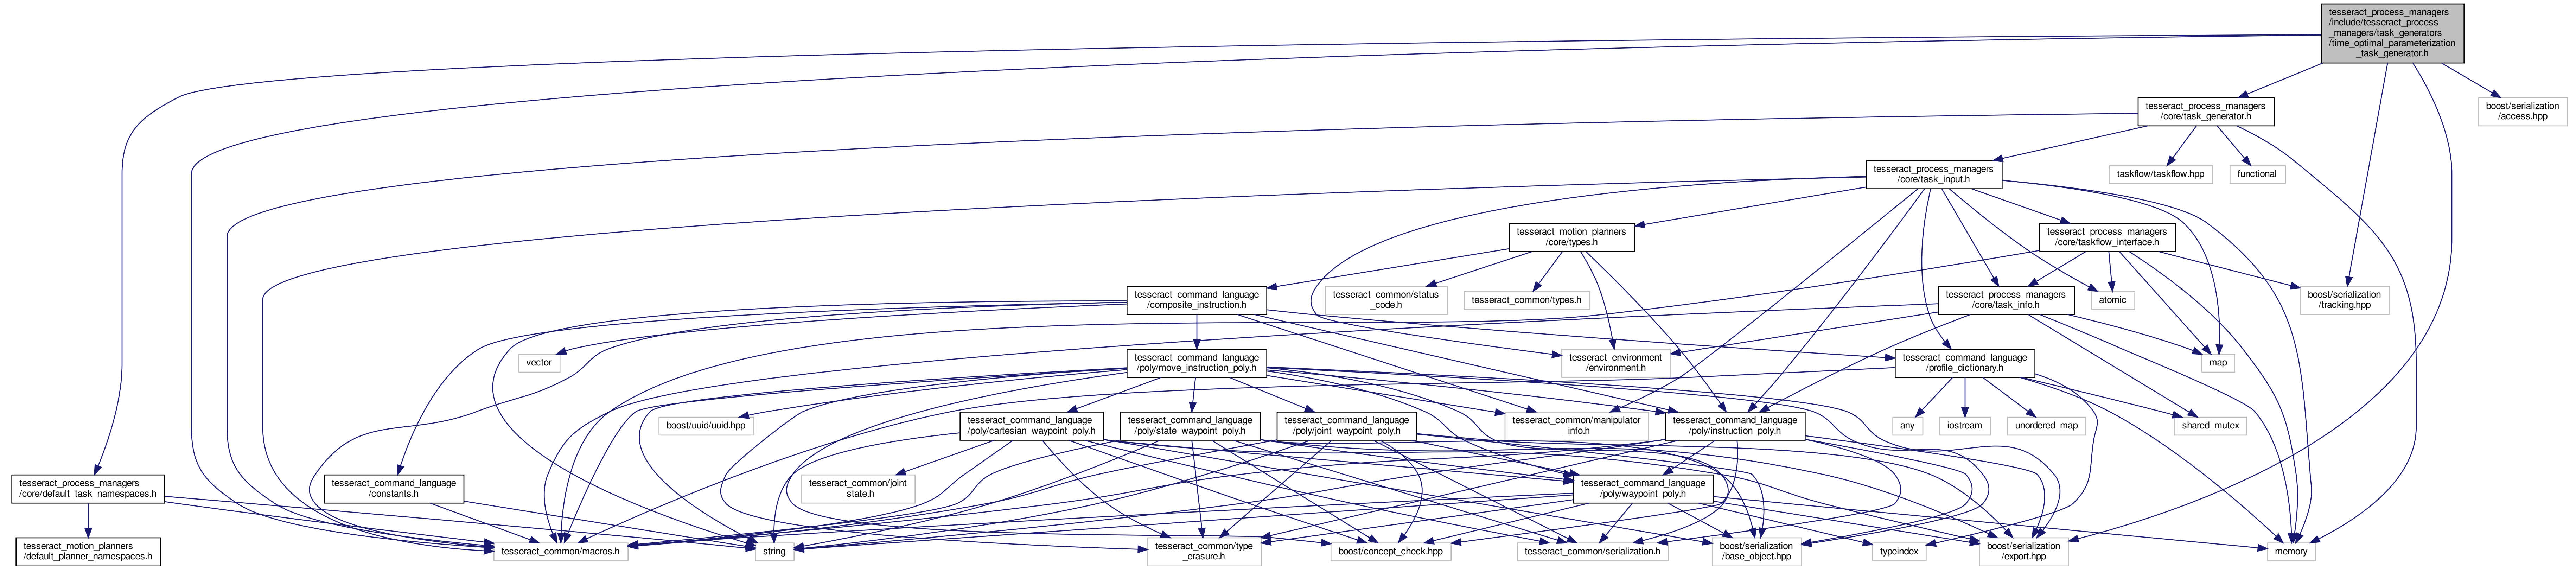 tesseract_process_managers
/include/tesseract_process
_managers/task_generators
/time_optimal_parameterization
_task_generator.h
tesseract_process_managers
/core/task_generator.h
boost/serialization
/access.hpp
tesseract_process_managers
/core/task_input.h
taskflow/taskflow.hpp
functional
tesseract_motion_planners
/core/types.h
tesseract_process_managers
/core/taskflow_interface.h
tesseract_command_language
/composite_instruction.h
tesseract_common/status
_code.h
tesseract_common/types.h
tesseract_process_managers
/core/task_info.h
atomic
boost/serialization
/tracking.hpp
vector
tesseract_command_language
/poly/move_instruction_poly.h
tesseract_environment
/environment.h
tesseract_command_language
/profile_dictionary.h
map
boost/uuid/uuid.hpp
tesseract_command_language
/poly/cartesian_waypoint_poly.h
tesseract_command_language
/poly/state_waypoint_poly.h
tesseract_command_language
/poly/joint_waypoint_poly.h
tesseract_common/manipulator
_info.h
tesseract_command_language
/poly/instruction_poly.h
any
iostream
unordered_map
shared_mutex
tesseract_process_managers
/core/default_task_namespaces.h
tesseract_command_language
/constants.h
tesseract_common/joint
_state.h
tesseract_command_language
/poly/waypoint_poly.h
tesseract_motion_planners
/default_planner_namespaces.h
tesseract_common/macros.h
string
tesseract_common/type
_erasure.h
boost/concept_check.hpp
tesseract_common/serialization.h
boost/serialization
/base_object.hpp
typeindex
boost/serialization
/export.hpp
memory